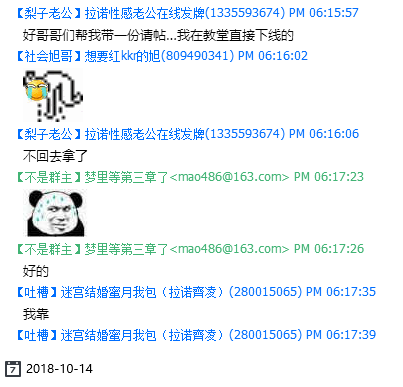 【梨子老公】拉诺性感老公在线发牌(1335593674) PM 06:15:57
好哥哥们帮我带一份请帖...我在教堂直接下线的
【社会旭哥】想要红kkr的旭(809490341) PM 06:16:02
【梨子老公】拉诺性感老公在线发牌(1335593674) PM 06:16:06
不回去拿了
【不是群主】梦里等第三章了<mao486@163.com> PM 06:17:23
【不是群主】梦里等第三章了<mao486@163.com> PM 06:17:26
好的
【吐槽】迷宫结婚蜜月我包（拉诺齊凌）(280015065) PM 06:17:35
我靠
【吐槽】迷宫结婚蜜月我包（拉诺齊凌）(280015065) PM 06:17:39
7 2018-10-14